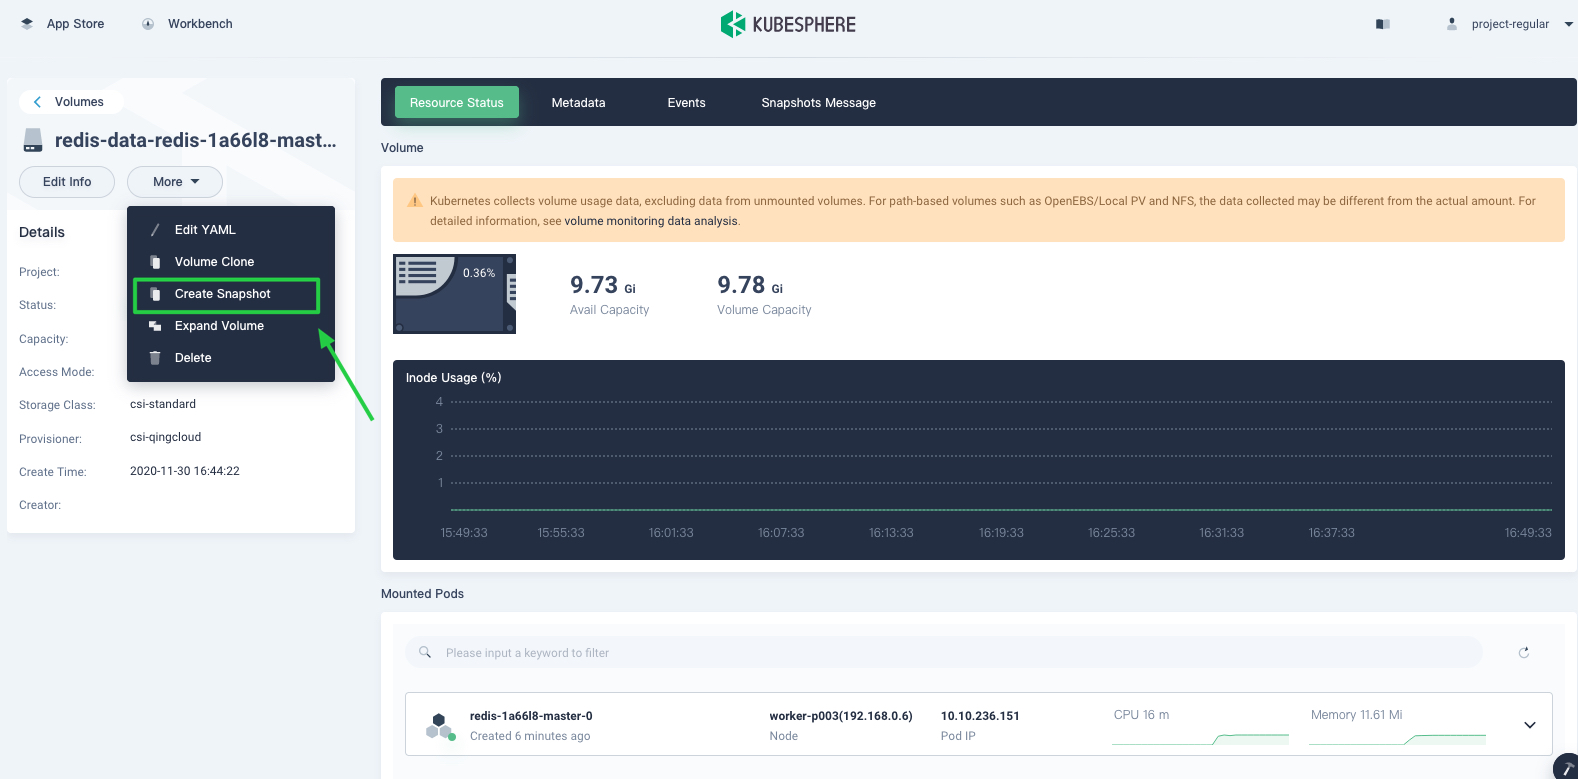 App Store
Workbench
KUBESPHERE
project-regular
Volumes
redis-data-redis-1a66l8-mast...
Edit Info
More
Edit YAML
Volume Clone
Create Snapshot
Expand Volume
Delete
Details
Project:
Status:
Capacity:
Access Mode:
Storage Class: csi-standard
Provisioner: csi-qingcloud
Create Time: 2020-11-30 16:44:22
Creator:
Resource Status
Metadata
Events
Snapshots Message
Volume
Kubernetes collects volume usage data, excluding data from unmounted volumes. For path-based volumes such as OpenEBS/Local PV and NFS, the data collected may be different from the actual amount. For
detailed information, see volume monitoring data analysis.
0.36%
9.73 Gi
Avail Capacity
9.78 Gi
Volume Capacity
Inode Usage (%)
4
3
2
1
15:49:33 15:55:33 16:01:33 16:07:33 16:13:33 16:19:33 16:25:33 16:31:33 16:37:33 16:49:33
Mounted Pods
Please input a keyword to filter
redis-1a66l8-master-0
Created 6 minutes ago
worker-p003(192.168.0.6)
Node
10.10.236.151
Pod IP
CPU 16 m
Memory 11.61 Mi